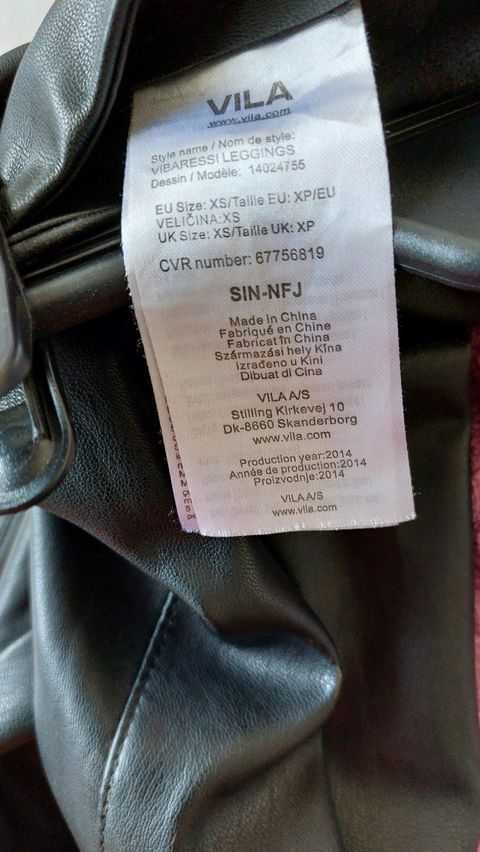 VILA
www.vila.com
Style name / Nom de style:
VIBARESSI LEGGINGS
Dessin / Modèle: 14024755
EU Size: XS/Taille EU: XP/EU
VELIČINA:XS
UK Size: XS/Taille UK: XP
CVR number: 67756819
SIN-NFJ
Made in China
Fabriqué en Chine
Fabricat în China
Származási hely Kína
Izrađeno u Kini
Dibuat di Cina
VILA A/S
Stilling Kirkevej 10
Dk-8660 Skanderborg
www.vila.com
Production year:2014
Année de production:2014
Proizvodnje:2014
VILA A/S
www.vila.com